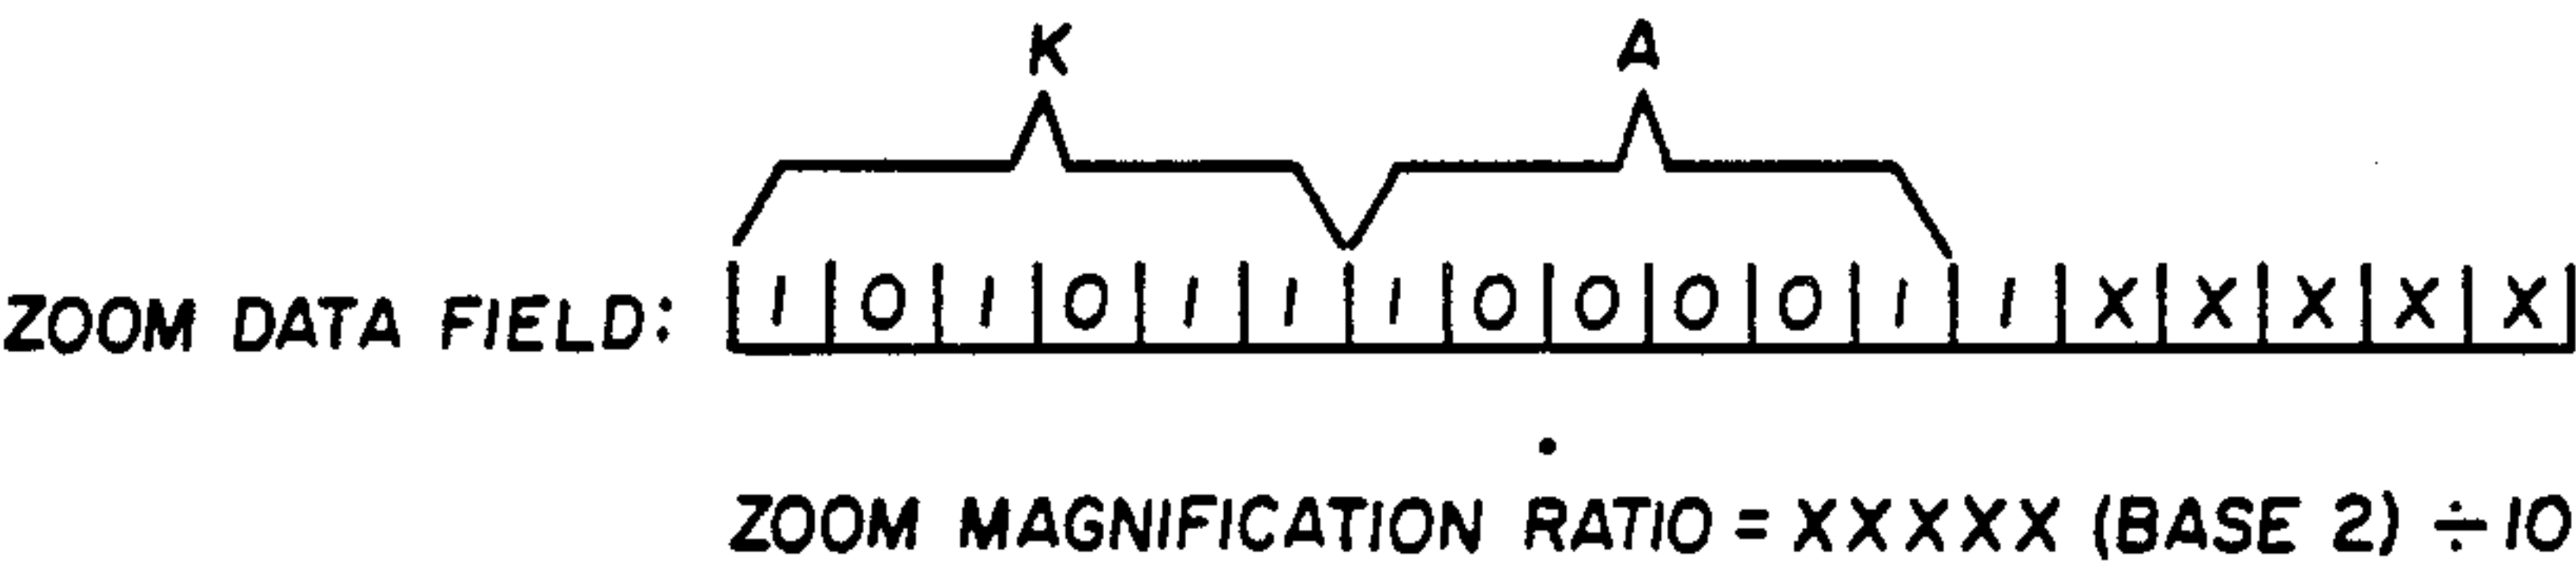 K A
ZOOM DATA FIELD: 1 0 1 0 1 1 1 0 0 0 0 1 1 X X X X X
ZOOM MAGNIFICATION RATIO = XXXXX (BASE 2) ÷ 10